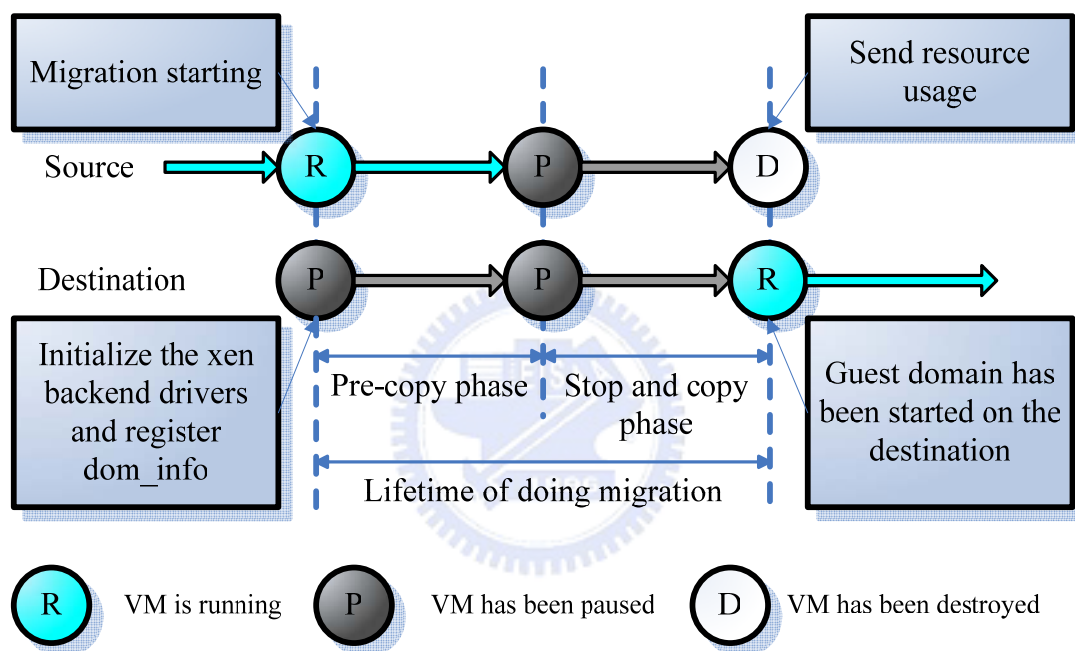 Migration starting
Send resource
usage
Source
R
P
D
Destination
P
P
R
Initialize the xen
backend drivers
and register
dom_info
Pre-copy phase
Stop and copy
phase
Lifetime of doing migration
Guest domain has
been started on the
destination
R
VM is running
P
VM has been paused
D
VM has been destroyed